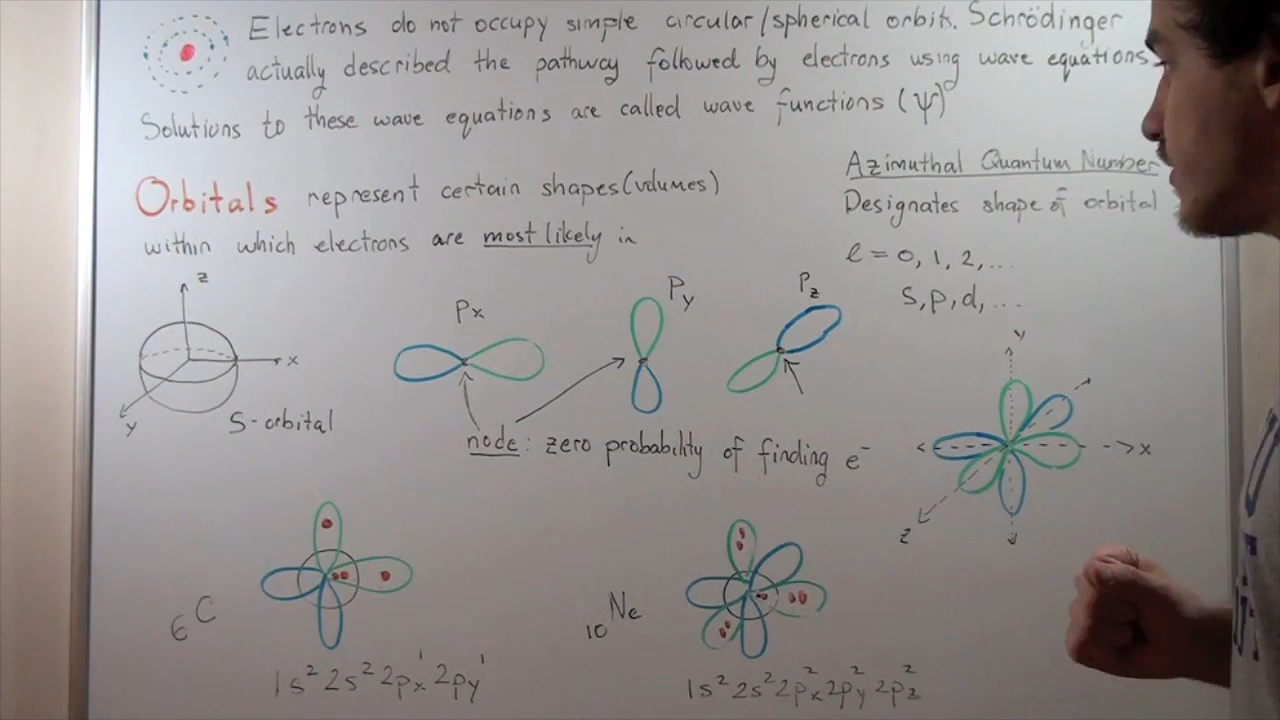 Electrons do not occupy simple circular/spherical orbits. Schrödinger
actually described the pathway followed by electrons using wave equations.
Solutions to these wave equations are called wave functions (Ψ)
Orbitals represent certain shapes (volumes)
within which electrons are most likely in
Azimuthal Quantum Number
Designates shape of orbital
ℓ = 0, 1, 2, ...
s, p, d, ...
z
x
y
S-orbital
Px
Py
Pz
node: zero probability of finding e⁻
y
x
z
₆C
1s² 2s² 2px¹ 2py¹
₁₀Ne
1s² 2s² 2px² 2py² 2pz²